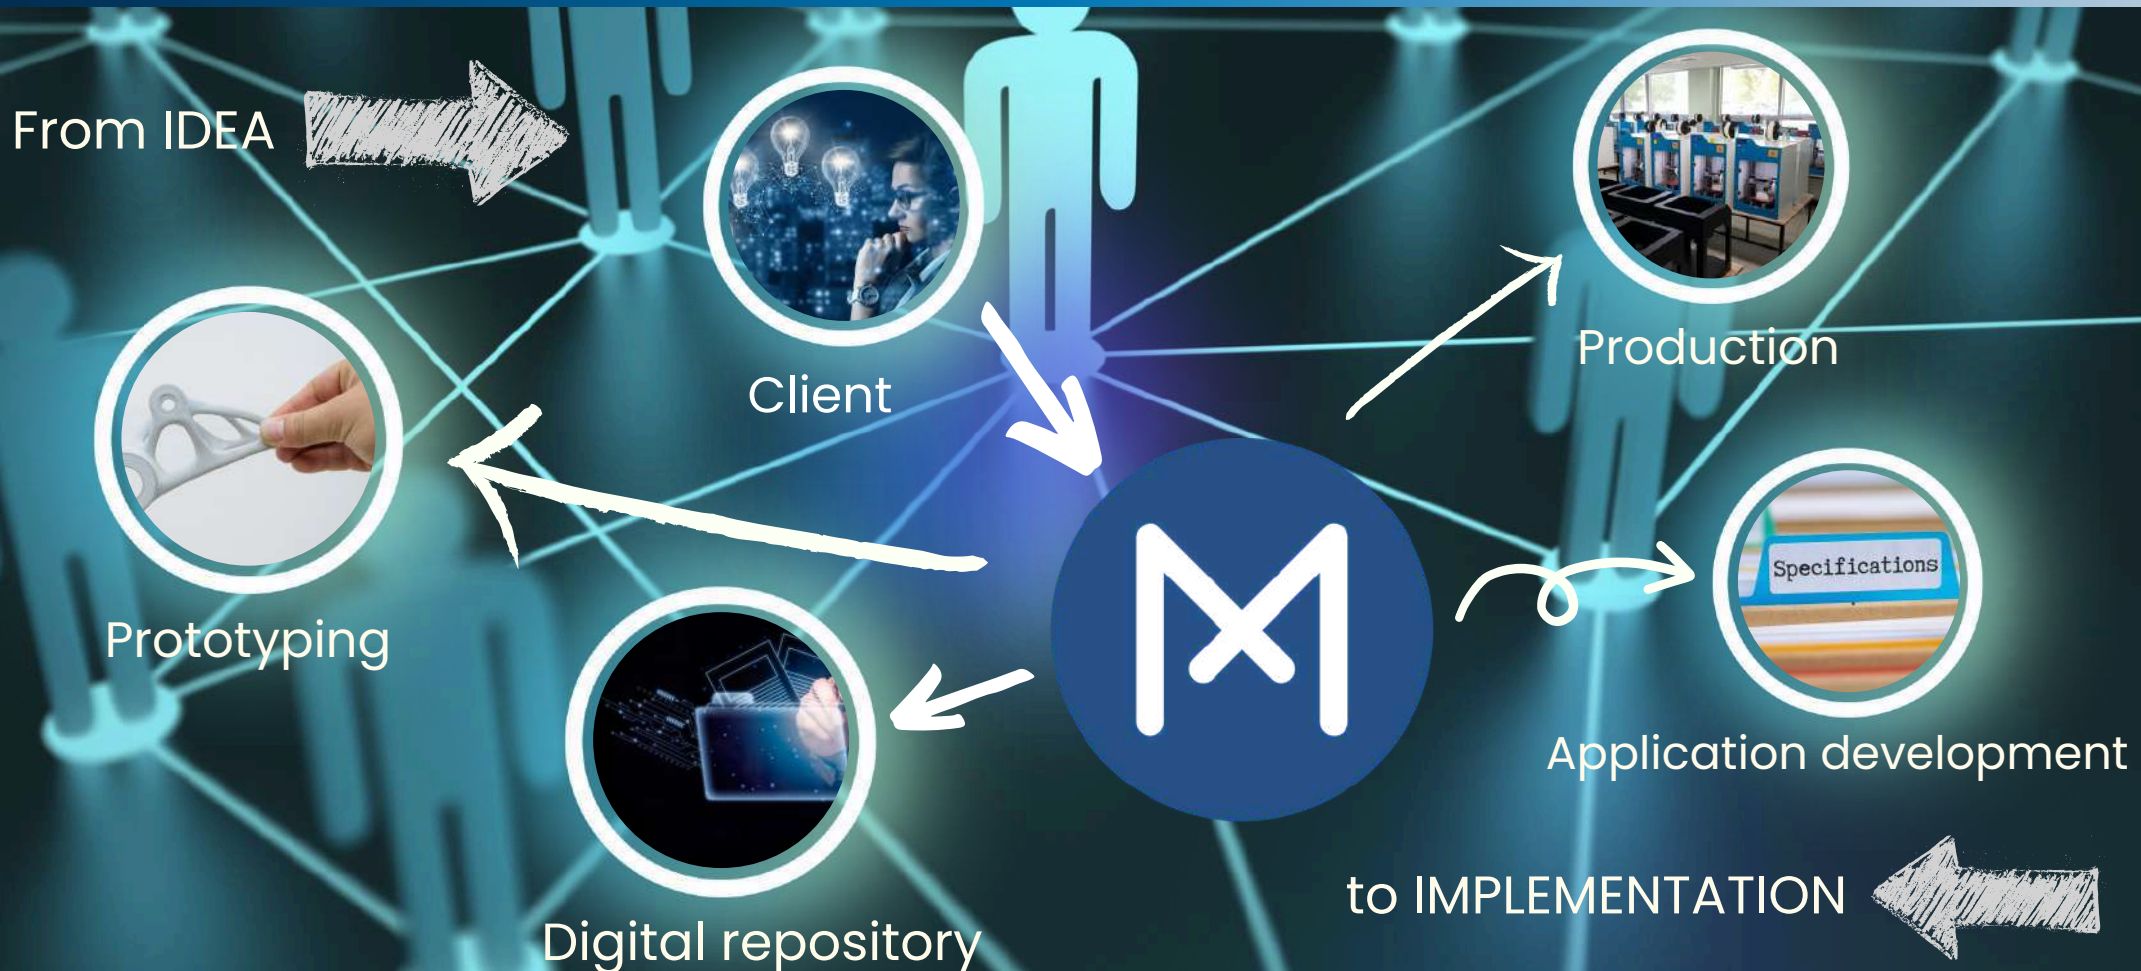 From IDEA
Client
Production
Prototyping
Specifications
Application development
Digital repository
to IMPLEMENTATION